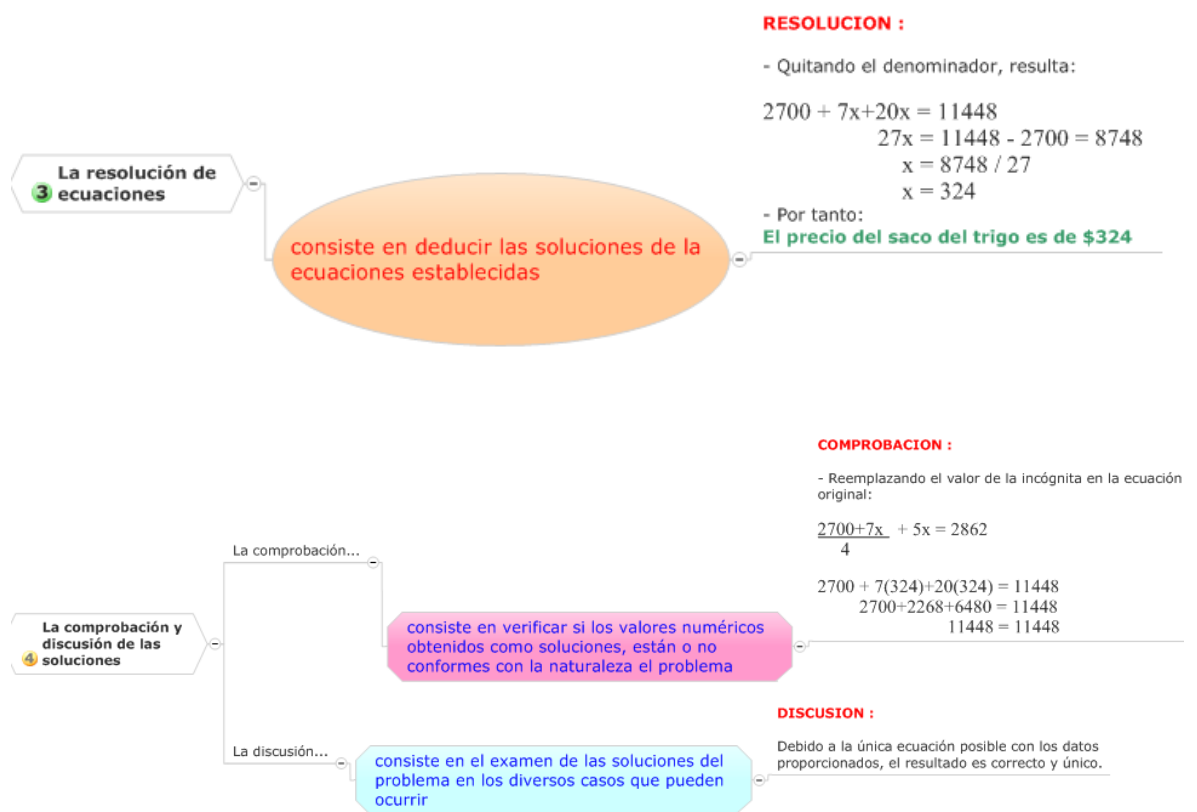 3 La resolución de
ecuaciones
consiste en deducir las soluciones de la
ecuaciones establecidas
RESOLUCION :
- Quitando el denominador, resulta:
2700 + 7x+20x = 11448
27x = 11448 - 2700 = 8748
x = 8748 / 27
x = 324
- Por tanto:
El precio del saco del trigo es de $324
4 La comprobación y
discusión de las
soluciones
La comprobación...
consiste en verificar si los valores numéricos
obtenidos como soluciones, están o no
conformes con la naturaleza el problema
COMPROBACION :
- Reemplazando el valor de la incógnita en la ecuación
original:
2700+7x + 5x = 2862
4
2700 + 7(324)+20(324) = 11448
2700+2268+6480 = 11448
11448 = 11448
La discusión...
consiste en el examen de las soluciones del
problema en los diversos casos que pueden
ocurrir
DISCUSION :
Debido a la única ecuación posible con los datos
proporcionados, el resultado es correcto y único.